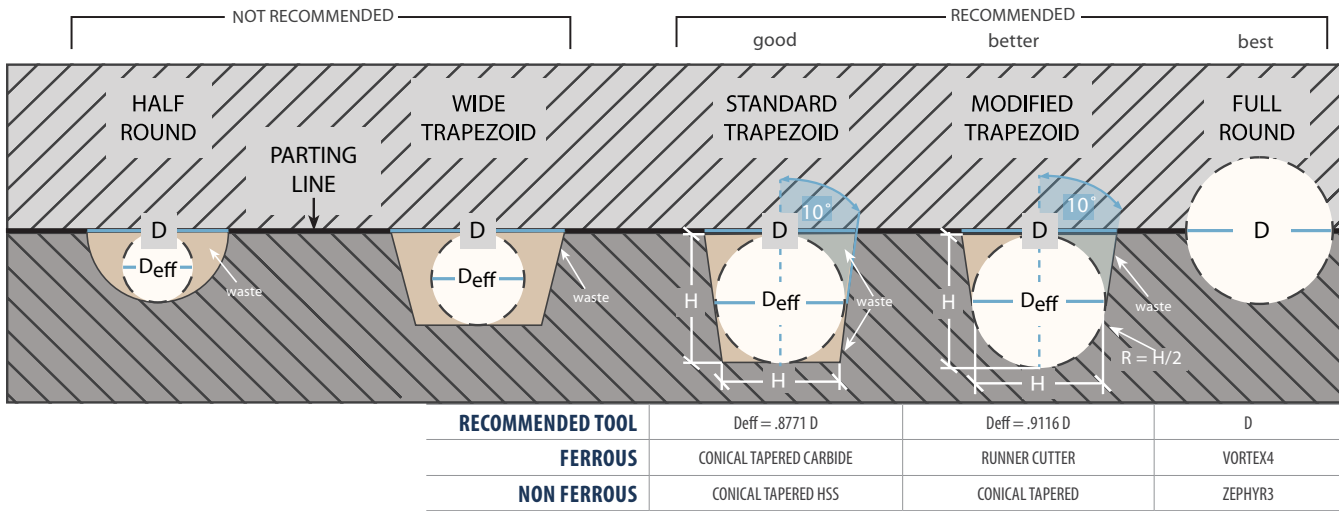 NOT RECOMMENDED
RECOMMENDED
good
better
best
HALF
ROUND
WIDE
TRAPEZOID
STANDARD
TRAPEZOID
MODIFIED
TRAPEZOID
FULL
ROUND
PARTING
LINE
10°
10°
D
D
D
D
D
Deff
Deff
Deff
Deff
waste
waste
waste
waste
H
H
H
H
R = H/2
RECOMMENDED TOOL Deff = .8771 D Deff = .9116 D D
FERROUS CONICAL TAPERED CARBIDE RUNNER CUTTER VORTEX4
NON FERROUS CONICAL TAPERED HSS CONICAL TAPERED ZEPHYR3